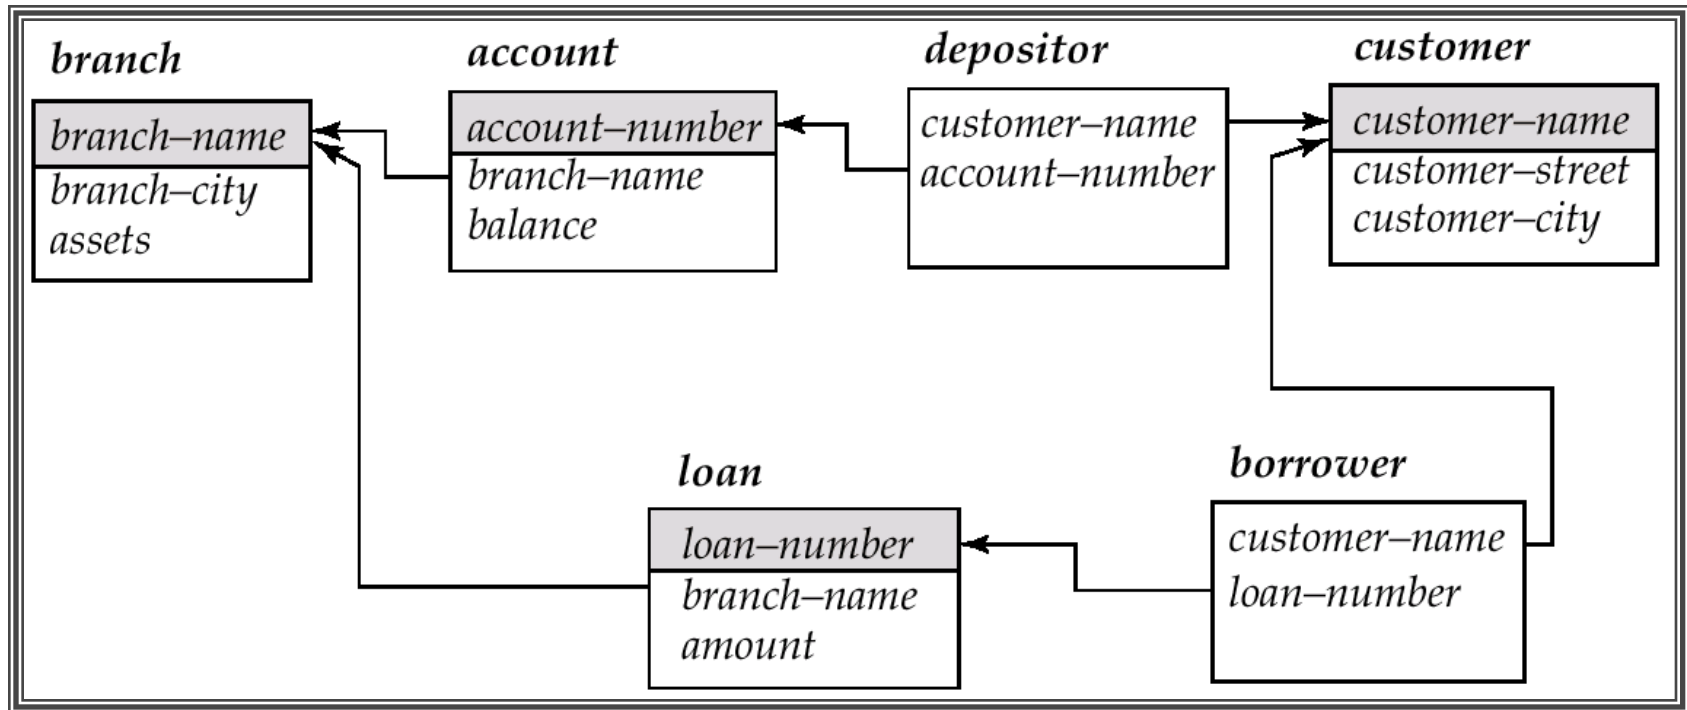 branch
branch–name
branch–city
assets
account
account–number
branch–name
balance
depositor
customer–name
account–number
customer
customer–name
customer–street
customer–city
loan
loan–number
branch–name
amount
borrower
customer–name
loan–number